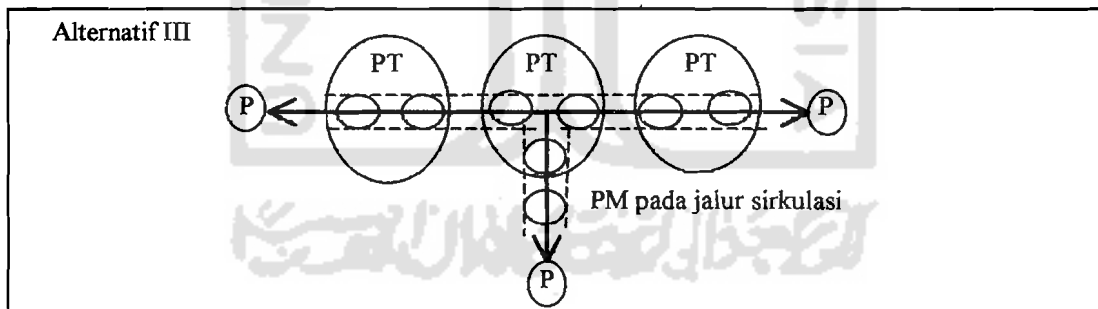 Alternatif III
PT PT PT
P P
PM pada jalur sirkulasi
P